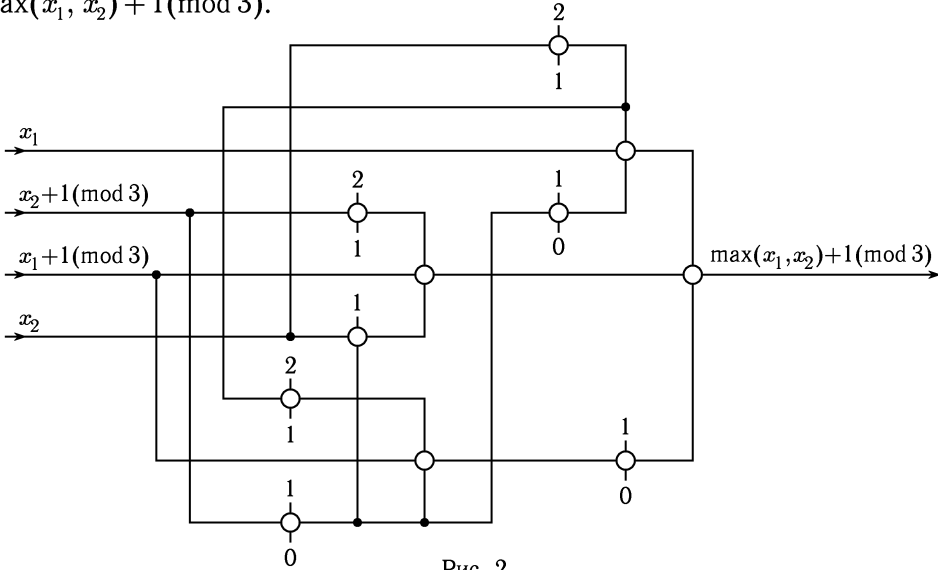 ax(x₁, x₂) + 1(mod 3).
2
1
x₁
x₂+1(mod 3)
2
1
1
0
x₁+1(mod 3)
max(x₁,x₂)+1(mod 3)
x₂
1
2
1
1
0
1
0
Рис. 2